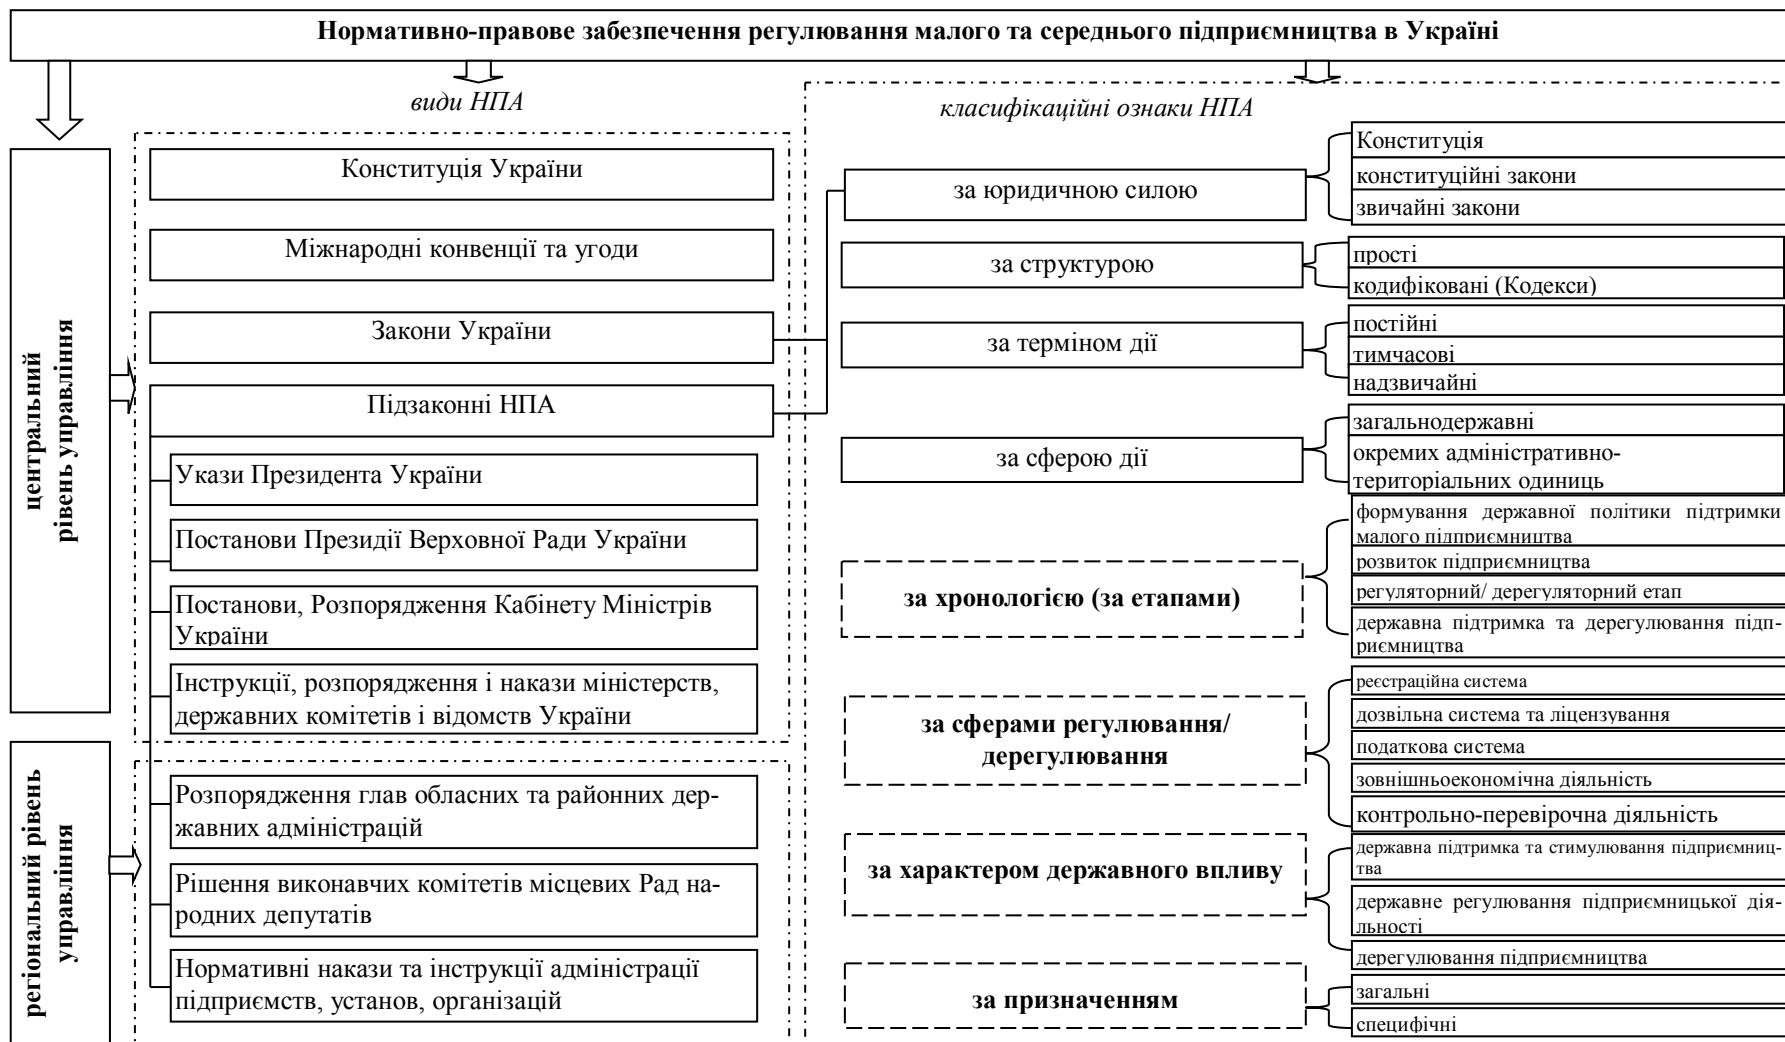 Нормативно-правове забезпечення регулювання малого та середнього підприємництва в Україні
види НПА
класифікаційні ознаки НПА
центральний
рівень управління
Конституція України
Міжнародні конвенції та угоди
Закони України
Підзаконні НПА
Укази Президента України
Постанови Президії Верховної Ради України
Постанови, Розпорядження Кабінету Міністрів
України
Інструкції, розпорядження і накази міністерств,
державних комітетів і відомств України
регіональний рівень
управління
Розпорядження глав обласних та районних дер-
жавних адміністрацій
Рішення виконавчих комітетів місцевих Рад на-
родних депутатів
Нормативні накази та інструкції адміністрації
підприємств, установ, організацій
за юридичною силою
Конституція
конституційні закони
звичайні закони
за структурою
прості
кодифіковані (Кодекси)
за терміном дії
постійні
тимчасові
надзвичайні
за сферою дії
загальнодержавні
окремих адміністративно-
територіальних одиниць
за хронологією (за етапами)
формування державної політики підтримки
малого підприємництва
розвиток підприємництва
регуляторний/ дерегуляторний етап
державна підтримка та дерегулювання підп-
риємництва
за сферами регулювання/
дерегулювання
реєстраційна система
дозвільна система та ліцензування
податкова система
зовнішньоекономічна діяльність
контрольно-перевірочна діяльність
за характером державного впливу
державна підтримка та стимулювання підприємниц-
тва
державне регулювання підприємницької дія-
льності
дерегулювання підприємництва
за призначенням
загальні
специфічні